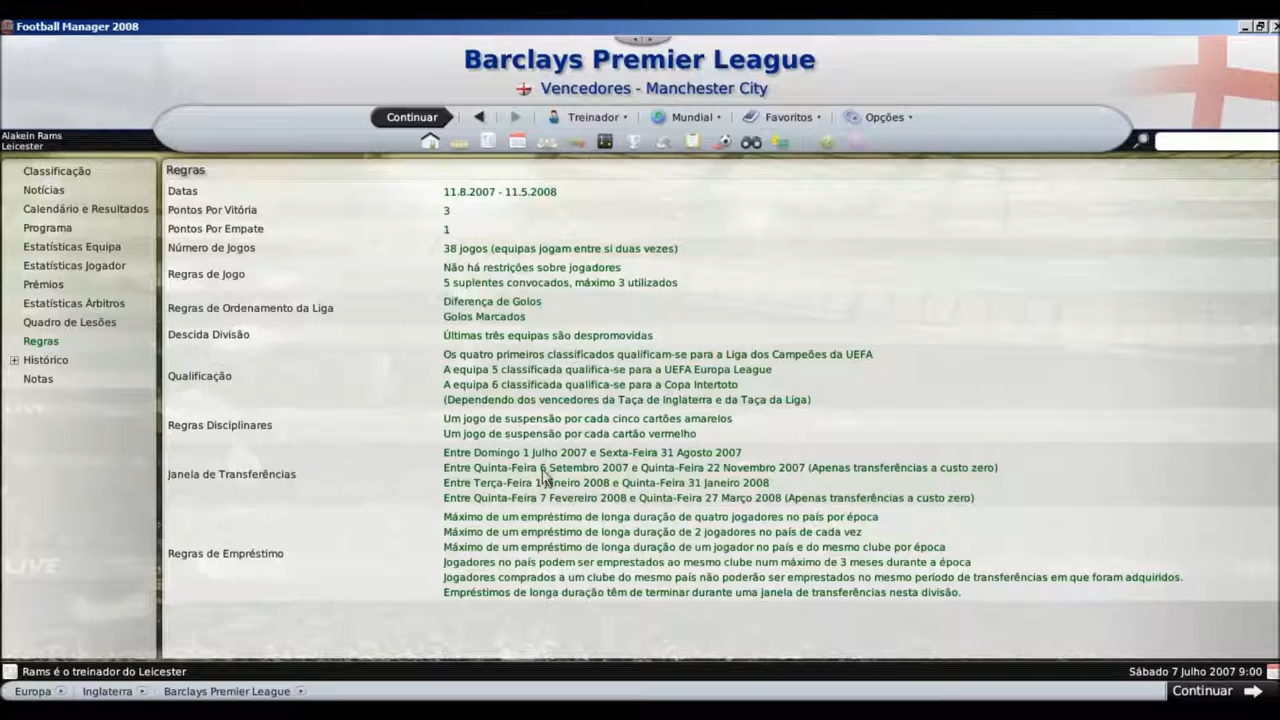 Football Manager 2008
Barclays Premier League
Vencedores - Manchester City
Continuar Treinador Mundial Favoritos Opções
Alakein Rams
Leicester
Classificação
Notícias
Calendário e Resultados
Programa
Estatísticas Equipa
Estatísticas Jogador
Prémios
Estatísticas Árbitros
Quadro de Lesões
Regras
Histórico
Notas
Regras
Datas 11.8.2007 - 11.5.2008
Pontos Por Vitória 3
Pontos Por Empate 1
Número de Jogos 38 jogos (equipas jogam entre si duas vezes)
Regras de Jogo Não há restrições sobre jogadores
5 suplentes convocados, máximo 3 utilizados
Regras de Ordenamento da Liga Diferença de Golos
Golos Marcados
Descida Divisão Últimas três equipas são despromovidas
Qualificação Os quatro primeiros classificados qualificam-se para a Liga dos Campeões da UEFA
A equipa 5 classificada qualifica-se para a UEFA Europa League
A equipa 6 classificada qualifica-se para a Copa Intertoto
(Dependendo dos vencedores da Taça de Inglaterra e da Taça da Liga)
Regras Disciplinares Um jogo de suspensão por cada cinco cartões amarelos
Um jogo de suspensão por cada cartão vermelho
Janela de Transferências Entre Domingo 1 Julho 2007 e Sexta-Feira 31 Agosto 2007
Entre Quinta-Feira 6 Setembro 2007 e Quinta-Feira 22 Novembro 2007 (Apenas transferências a custo zero)
Entre Terça-Feira 1 Janeiro 2008 e Quinta-Feira 31 Janeiro 2008
Entre Quinta-Feira 7 Fevereiro 2008 e Quinta-Feira 27 Março 2008 (Apenas transferências a custo zero)
Regras de Empréstimo Máximo de um empréstimo de longa duração de quatro jogadores no país por época
Máximo de um empréstimo de longa duração de 2 jogadores no país de cada vez
Máximo de um empréstimo de longa duração de um jogador no país e do mesmo clube por época
Jogadores no país podem ser emprestados ao mesmo clube num máximo de 3 meses durante a época
Jogadores comprados a um clube do mesmo país não poderão ser emprestados no mesmo período de transferências em que foram adquiridos.
Empréstimos de longa duração têm de terminar durante uma janela de transferências nesta divisão.
LIVE
LIVE
Rams é o treinador do Leicester
Sábado 7 Julho 2007 9:00
Europa Inglaterra Barclays Premier League
Continuar